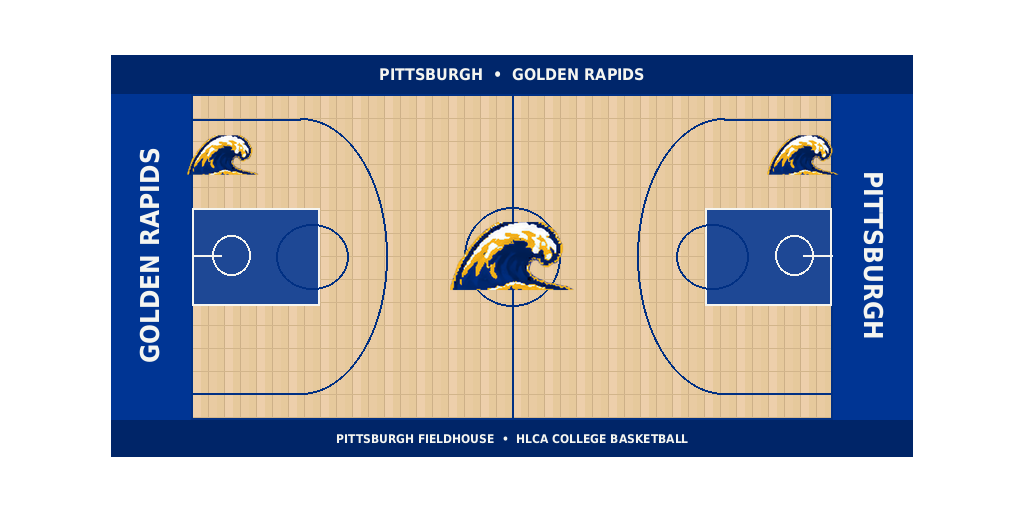 PITTSBURGH • GOLDEN RAPIDS
GOLDEN RAPIDS
PITTSBURGH
PITTSBURGH FIELDHOUSE • HLCA COLLEGE BASKETBALL